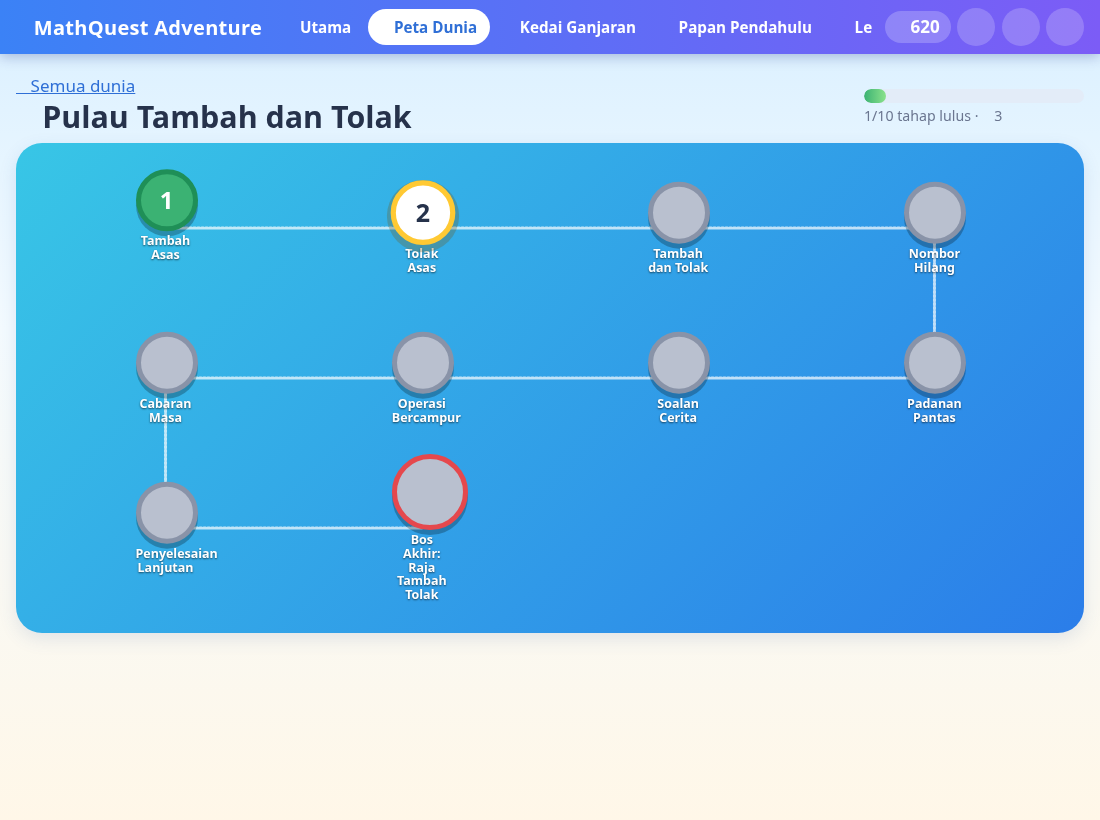 MathQuest Adventure Utama Peta Dunia Kedai Ganjaran Papan Pendahulu Le 620
Semua dunia
Pulau Tambah dan Tolak
1/10 tahap lulus · 3
1
2
Tambah
Asas
Tolak
Asas
Tambah
dan Tolak
Nombor
Hilang
Cabaran
Masa
Operasi
Bercampur
Soalan
Cerita
Padanan
Pantas
Penyelesaian
Lanjutan
Bos
Akhir:
Raja
Tambah
Tolak